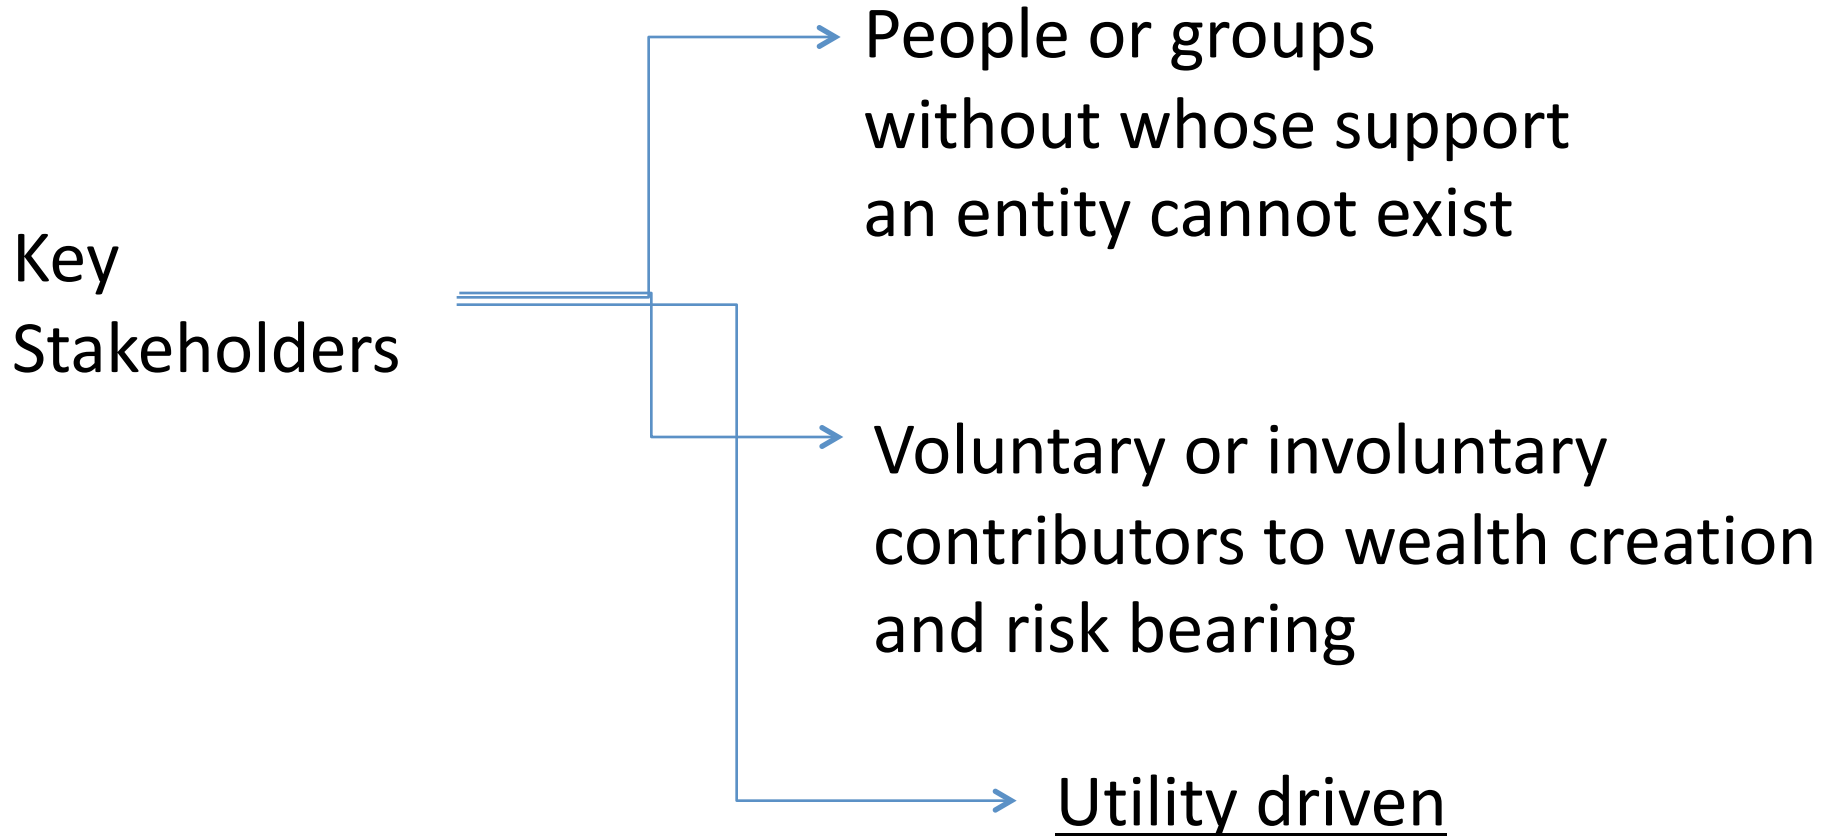 Key
Stakeholders
People or groups
without whose support
an entity cannot exist
Voluntary or involuntary
contributors to wealth creation
and risk bearing
Utility driven